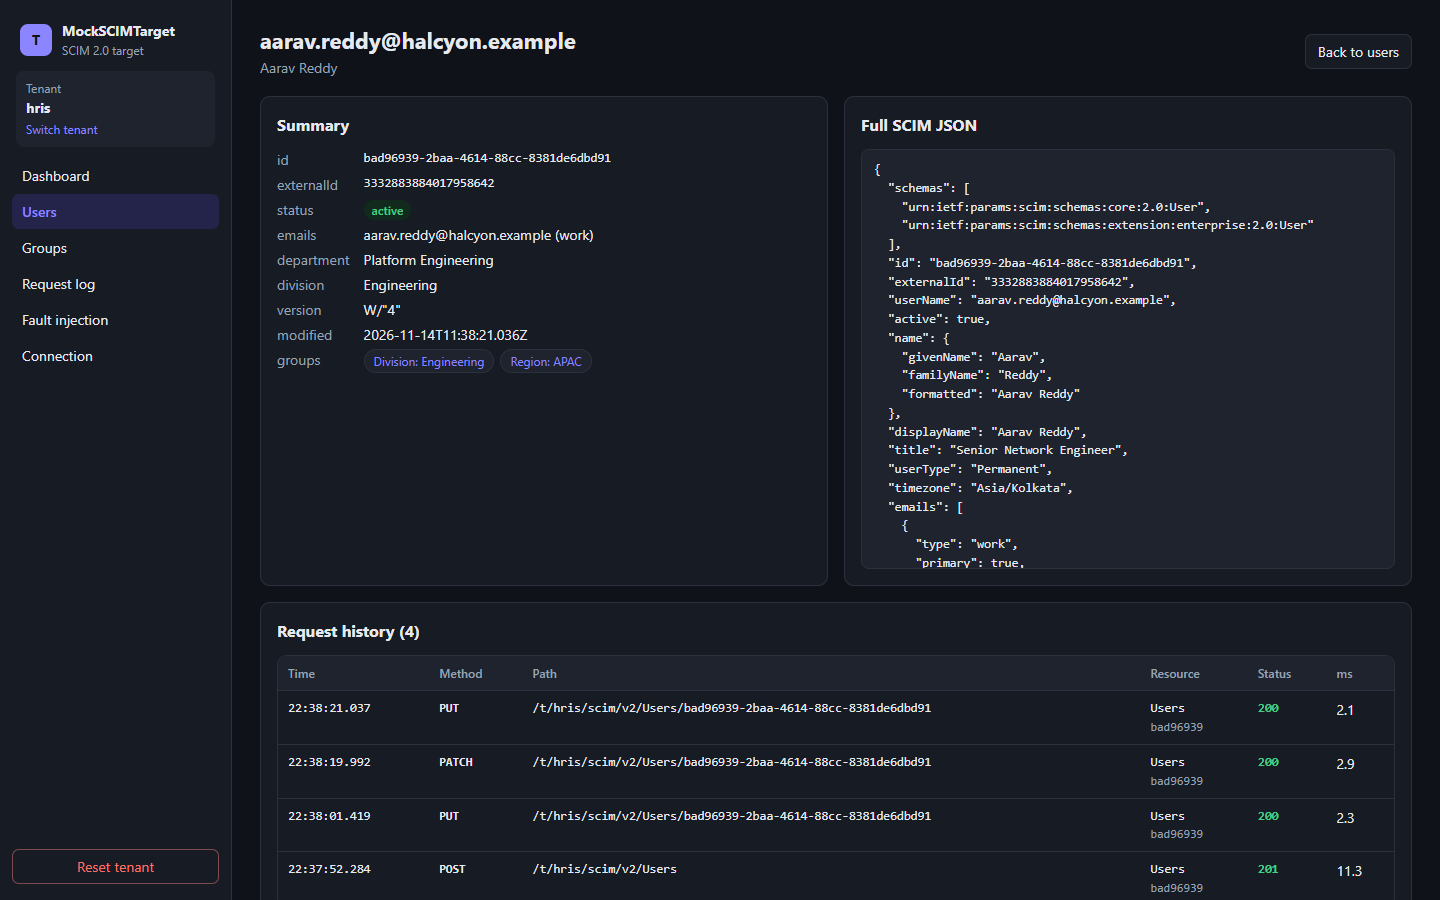 T
MockSCIMTarget
SCIM 2.0 target
Tenant
hris
Switch tenant
Dashboard
Users
Groups
Request log
Fault injection
Connection
Reset tenant
aarav.reddy@halcyon.example
Aarav Reddy
Back to users
Summary
id bad96939-2baa-4614-88cc-8381de6dbd91
externalId 3332883884017958642
status active
emails aarav.reddy@halcyon.example (work)
department Platform Engineering
division Engineering
version W/"4"
modified 2026-11-14T11:38:21.036Z
groups Division: Engineering Region: APAC
Full SCIM JSON
{
"schemas": [
"urn:ietf:params:scim:schemas:core:2.0:User",
"urn:ietf:params:scim:schemas:extension:enterprise:2.0:User"
],
"id": "bad96939-2baa-4614-88cc-8381de6dbd91",
"externalId": "3332883884017958642",
"userName": "aarav.reddy@halcyon.example",
"active": true,
"name": {
"givenName": "Aarav",
"familyName": "Reddy",
"formatted": "Aarav Reddy"
},
"displayName": "Aarav Reddy",
"title": "Senior Network Engineer",
"userType": "Permanent",
"timezone": "Asia/Kolkata",
"emails": [
{
"type": "work",
"primary": true,
Request history (4)
Time Method Path Resource Status ms
22:38:21.037 PUT /t/hris/scim/v2/Users/bad96939-2baa-4614-88cc-8381de6dbd91 Users 200 2.1
bad96939
22:38:19.992 PATCH /t/hris/scim/v2/Users/bad96939-2baa-4614-88cc-8381de6dbd91 Users 200 2.9
bad96939
22:38:01.419 PUT /t/hris/scim/v2/Users/bad96939-2baa-4614-88cc-8381de6dbd91 Users 200 2.3
bad96939
22:37:52.284 POST /t/hris/scim/v2/Users Users 201 11.3
bad96939